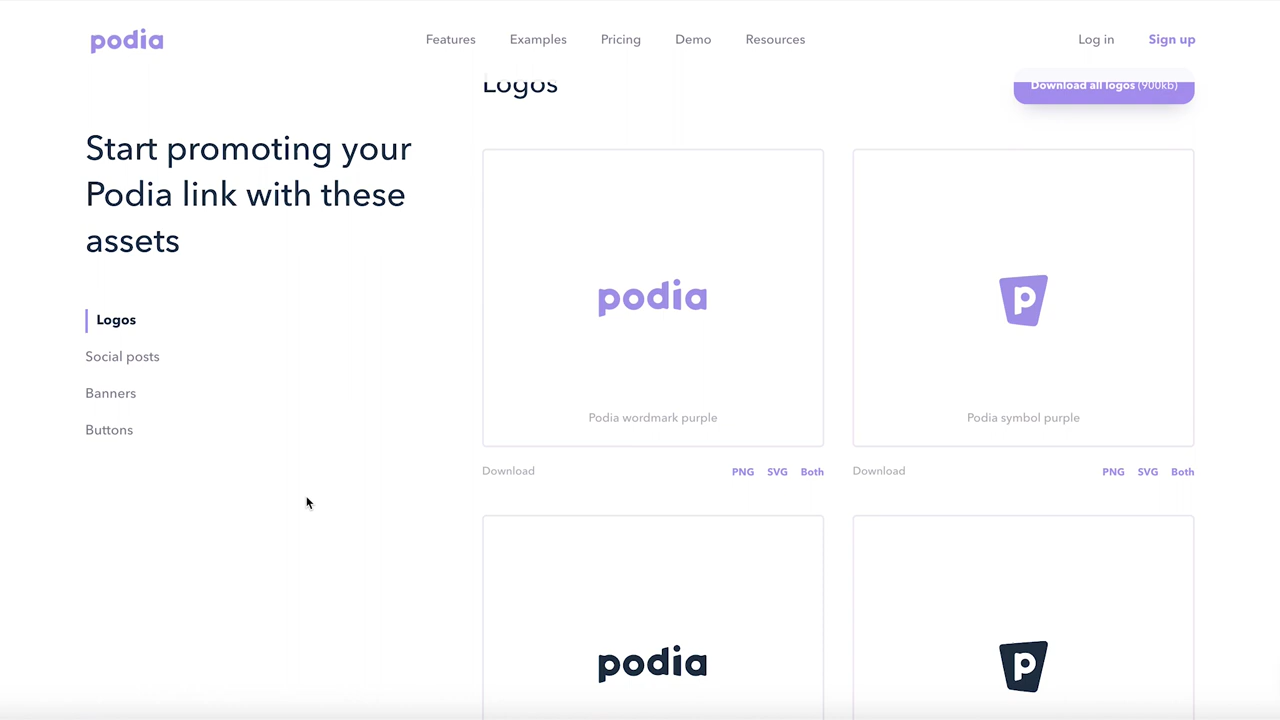 podia
Features
Examples
Pricing
Demo
Resources
Log in
Sign up
Start promoting your
Podia link with these
assets
Logos
Social posts
Banners
Buttons
Logos
Download all logos (900kb)
podia
Podia wordmark purple
Download PNG SVG Both
p
Podia symbol purple
Download PNG SVG Both
podia
p